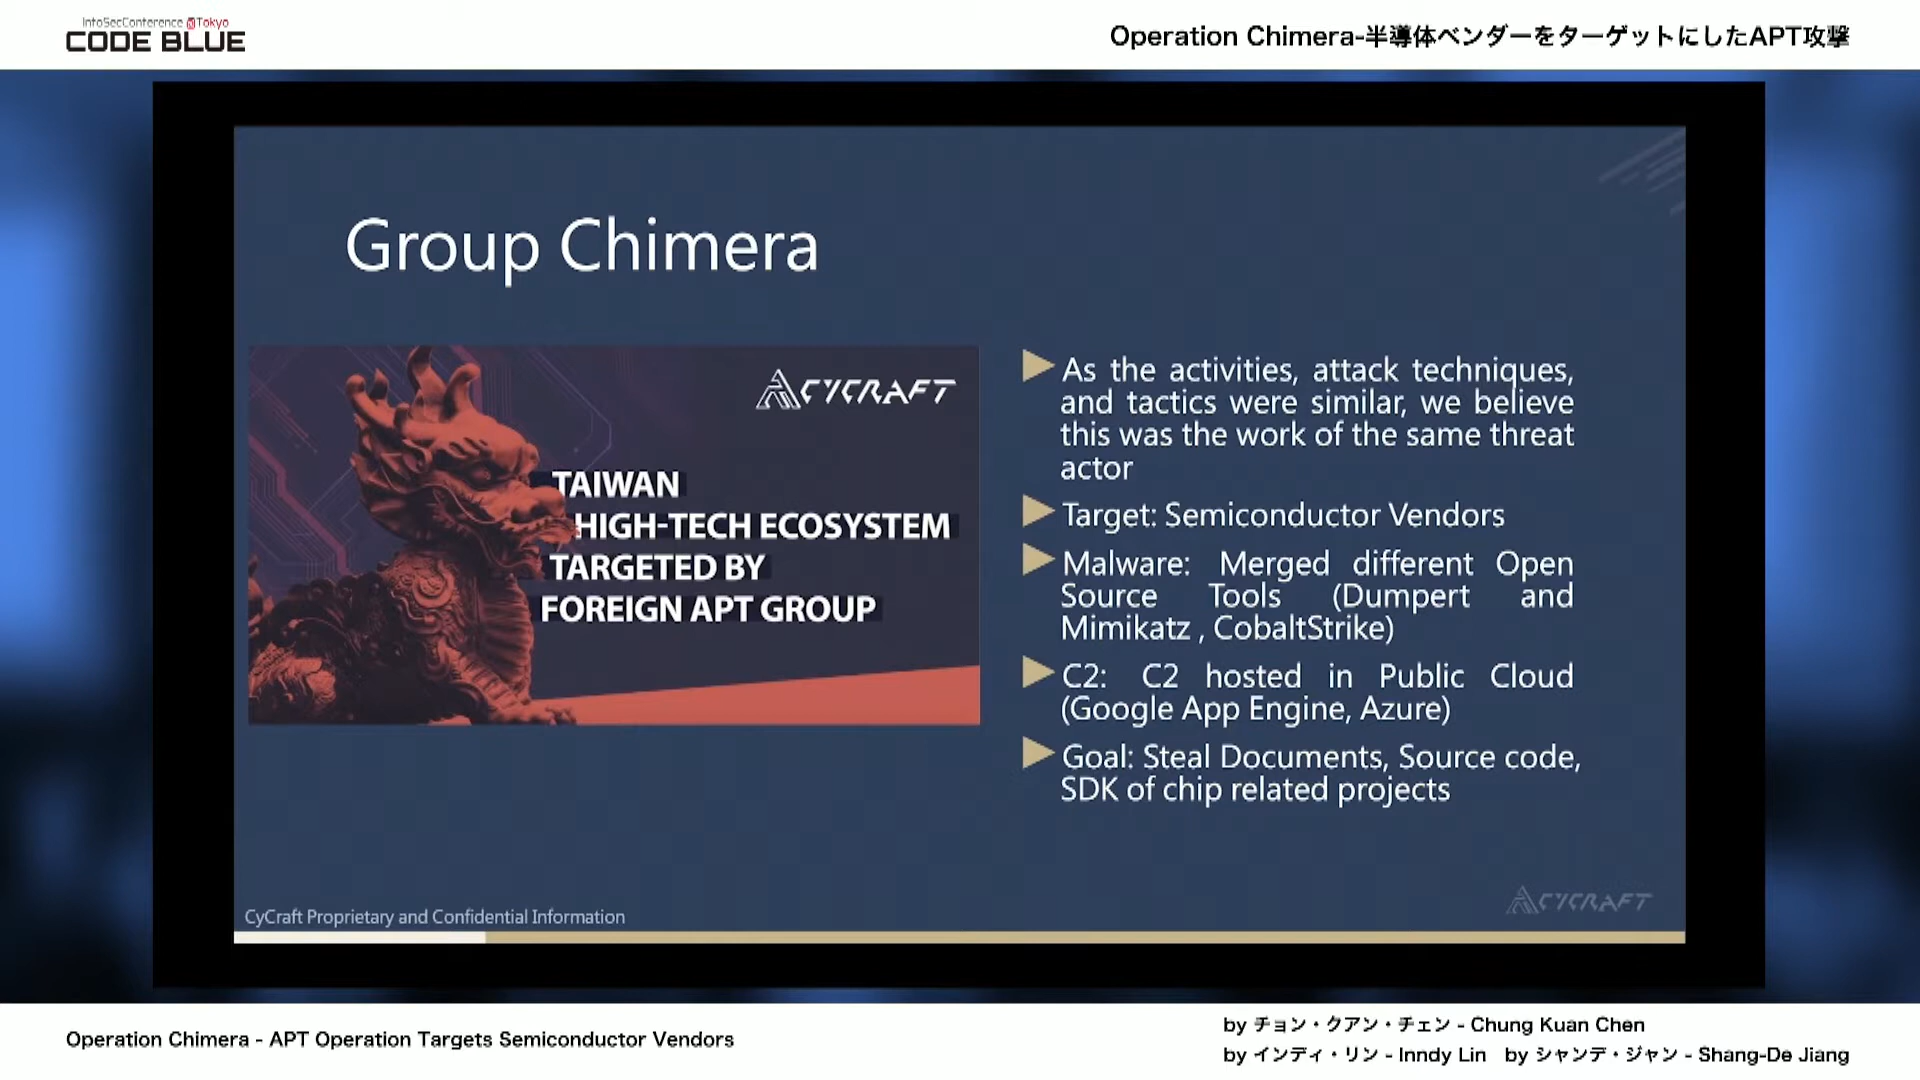 InfoSecConference @Tokyo
CODE BLUE
Operation Chimera-半導体ベンダーをターゲットにしたAPT攻撃
Group Chimera
CYCRAFT
TAIWAN
HIGH-TECH ECOSYSTEM
TARGETED BY
FOREIGN APT GROUP
As the activities, attack techniques,
and tactics were similar, we believe
this was the work of the same threat
actor
Target: Semiconductor Vendors
Malware: Merged different Open
Source Tools (Dumpert and
Mimikatz , CobaltStrike)
C2: C2 hosted in Public Cloud
(Google App Engine, Azure)
Goal: Steal Documents, Source code,
SDK of chip related projects
CyCraft Proprietary and Confidential Information
CYCRAFT
Operation Chimera - APT Operation Targets Semiconductor Vendors
by チョン・クアン・チェン - Chung Kuan Chen
by インディ・リン - Inndy Lin by シャンデ・ジャン - Shang-De Jiang